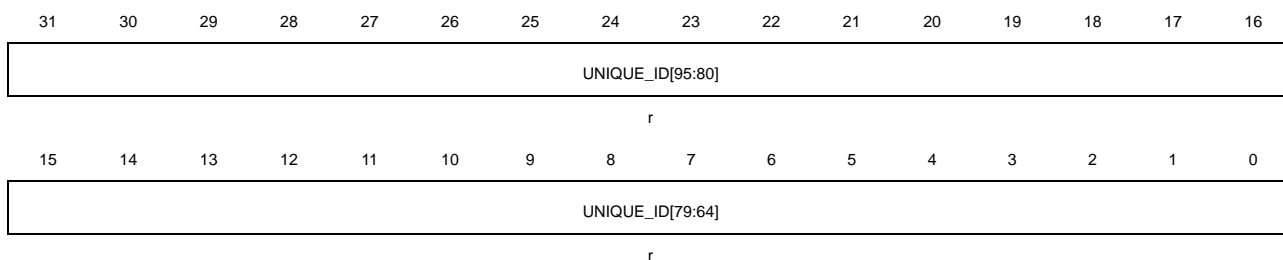 31 30 29 28 27 26 25 24 23 22 21 20 19 18 17 16
UNIQUE_ID[95:80]
r
15 14 13 12 11 10 9 8 7 6 5 4 3 2 1 0
UNIQUE_ID[79:64]
r